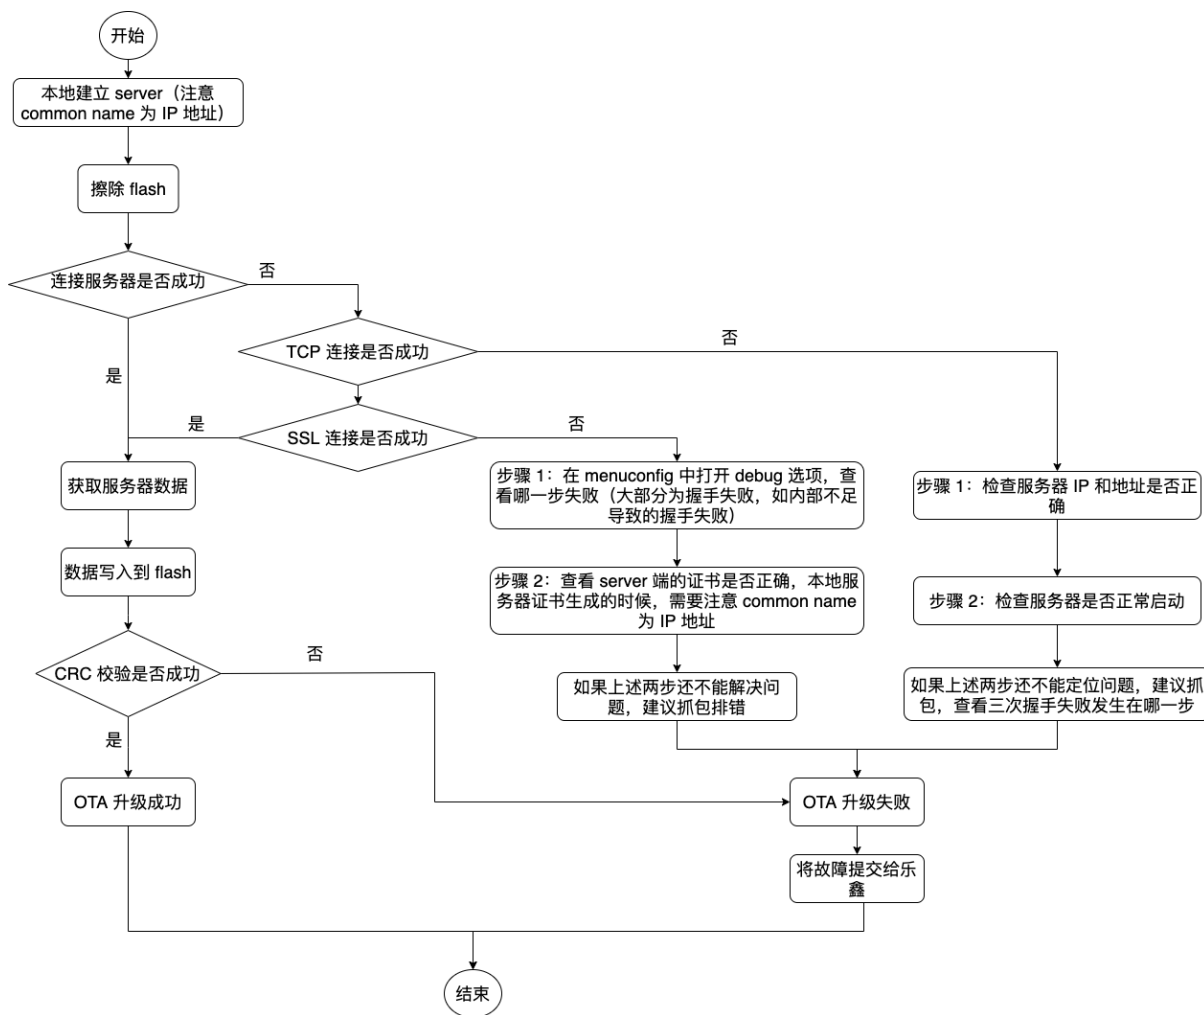 开始
本地建立 server（注意
common name 为 IP 地址）
擦除 flash
连接服务器是否成功
否
TCP 连接是否成功
否
是
SSL 连接是否成功
是
否
获取服务器数据
步骤 1：在 menuconfig 中打开 debug 选项，查
看哪一步失败（大部分为握手失败，如内部不足
导致的握手失败）
步骤 1：检查服务器 IP 和地址是否正
确
数据写入到 flash
步骤 2：查看 server 端的证书是否正确，本地服
务器证书生成的时候，需要注意 common name
为 IP 地址
步骤 2：检查服务器是否正常启动
CRC 校验是否成功
否
如果上述两步还不能解决问
题，建议抓包排错
如果上述两步还不能定位问题，建议抓
包，查看三次握手失败发生在哪一步
是
OTA 升级成功
OTA 升级失败
将故障提交给乐
鑫
结束